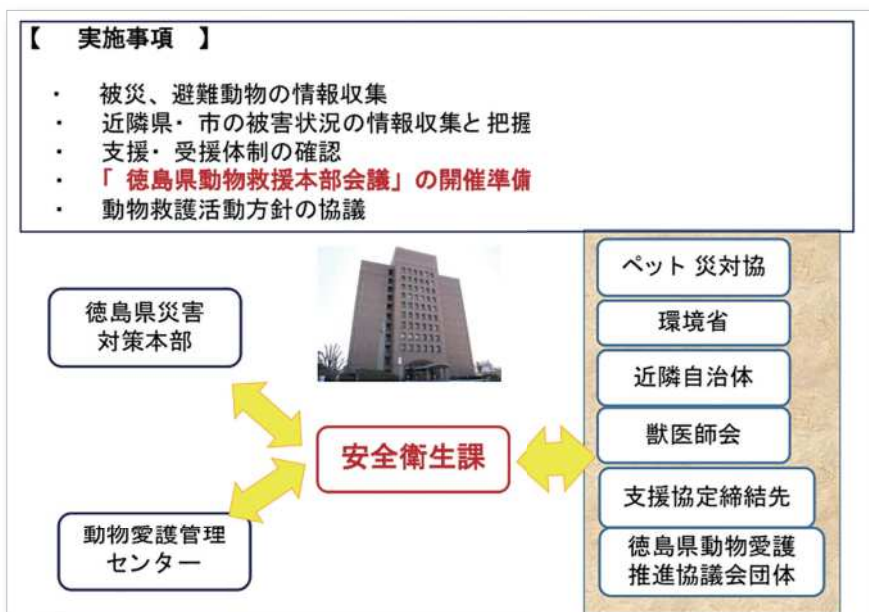 【 実施事項 】
・ 被災、避難動物の情報収集
・ 近隣県・市の被害状況の情報収集と把握
・ 支援・受援体制の確認
・ 「徳島県動物救援本部会議」の開催準備
・ 動物救護活動方針の協議
徳島県災害
対策本部
安全衛生課
動物愛護管理
センター
ペット災対協
環境省
近隣自治体
獣医師会
支援協定締結先
徳島県動物愛護
推進協議会団体